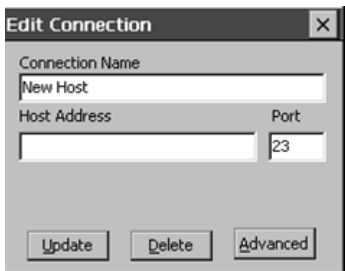 Edit Connection
Connection Name
New Host
Host Address Port
23
Update Delete Advanced